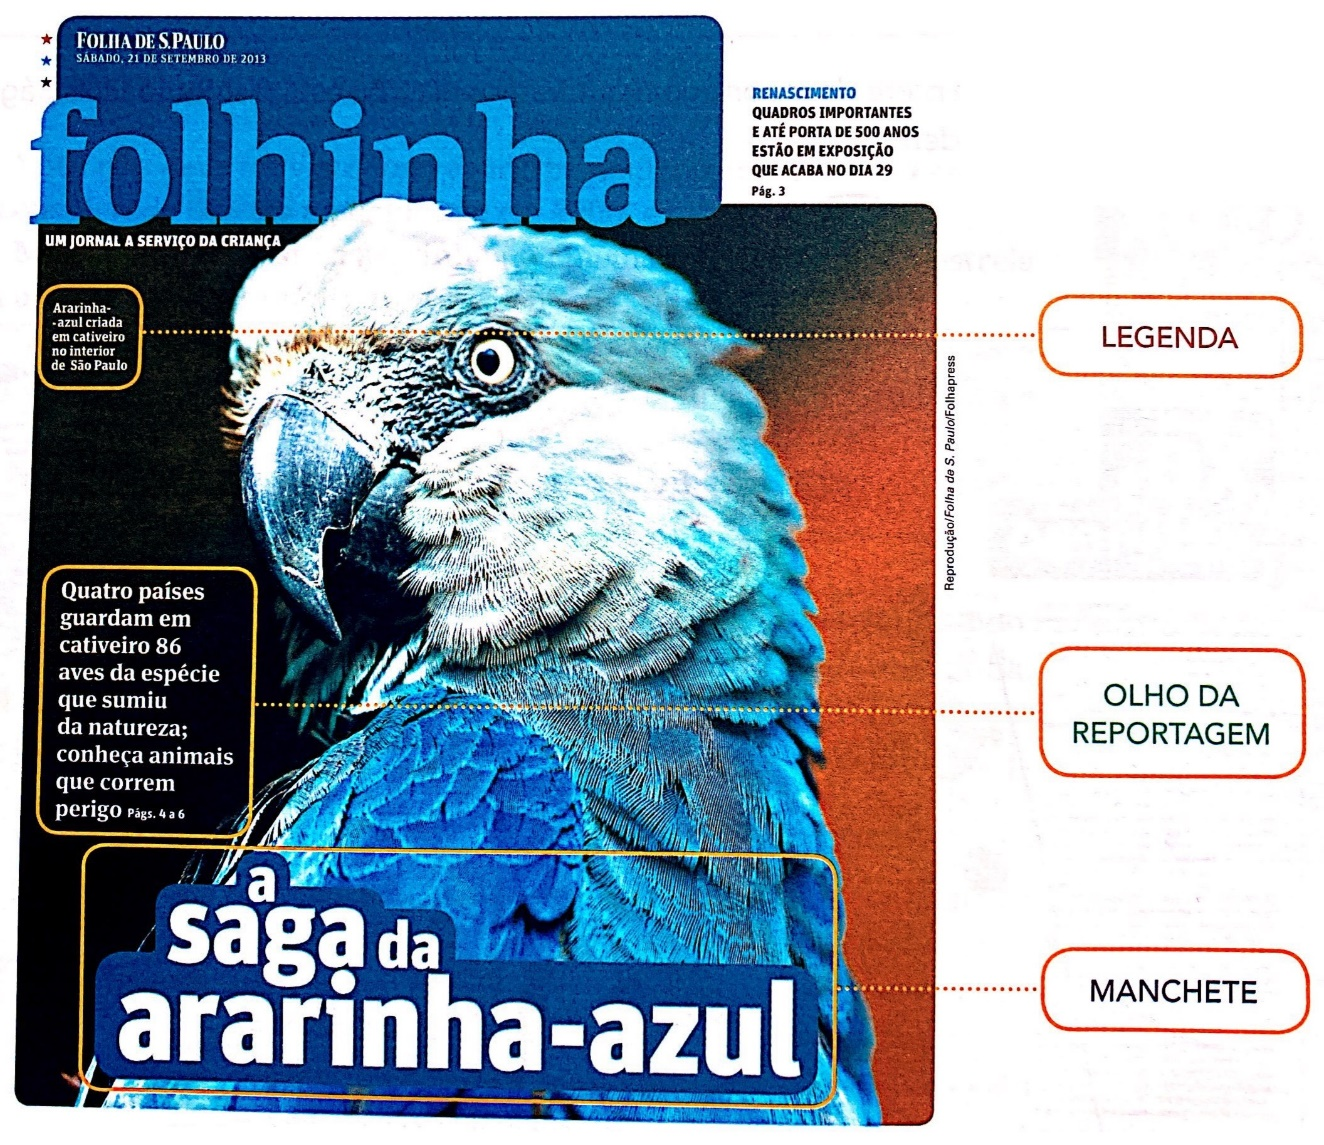 FOLHA DE S.PAULO
SÁBADO, 21 DE SETEMBRO DE 2013
folhinha
UM JORNAL A SERVIÇO DA CRIANÇA
RENASCIMENTO
QUADROS IMPORTANTES
E ATÉ PORTA DE 500 ANOS
ESTÃO EM EXPOSIÇÃO
QUE ACABA NO DIA 29
Pág. 3
Ararinha-
-azul criada
em cativeiro
no interior
de São Paulo
LEGENDA
Reprodução/Folha de S. Paulo/Folhapress
Quatro países
guardam em
cativeiro 86
aves da espécie
que sumiu
da natureza;
conheça animais
que correm
perigo Págs. 4 a 6
OLHO DA
REPORTAGEM
a
saga da
ararinha-azul
MANCHETE